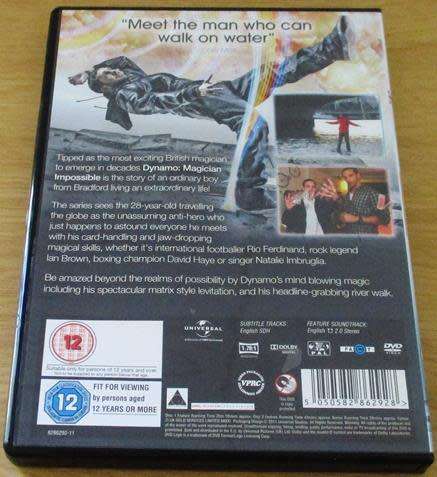 "Meet the man who can
walk on water"
Tipped as the most exciting British magician
to emerge in decades Dynamo: Magician
Impossible is the story of an ordinary boy
from Bradford living an extraordinary life!
The series sees the 28-year-old travelling
the globe as the unassuming anti-hero who
just happens to astound everyone he meets
with his card-handling and jaw-dropping
magical skills, whether it's international footballer Rio Ferdinand, rock legend
Ian Brown, boxing champion David Haye or singer Natalie Imbruglia.
Be amazed beyond the realms of possibility by Dynamo's mind blowing magic
including his spectacular matrix style levitation, and his headline-grabbing river walk.
12
Suitable only for persons of 12 years and over
UNIVERSAL
SUBTITLE TRACKS
English SDH
FEATURE SOUNDTRACK
1.78:1
DOLBY
DIGITAL
PAL
DVD
VIDEO
12
FIT FOR VIEWING
by persons aged
12 YEARS OR MORE
VPRC
5 050582 862928
8286292-11